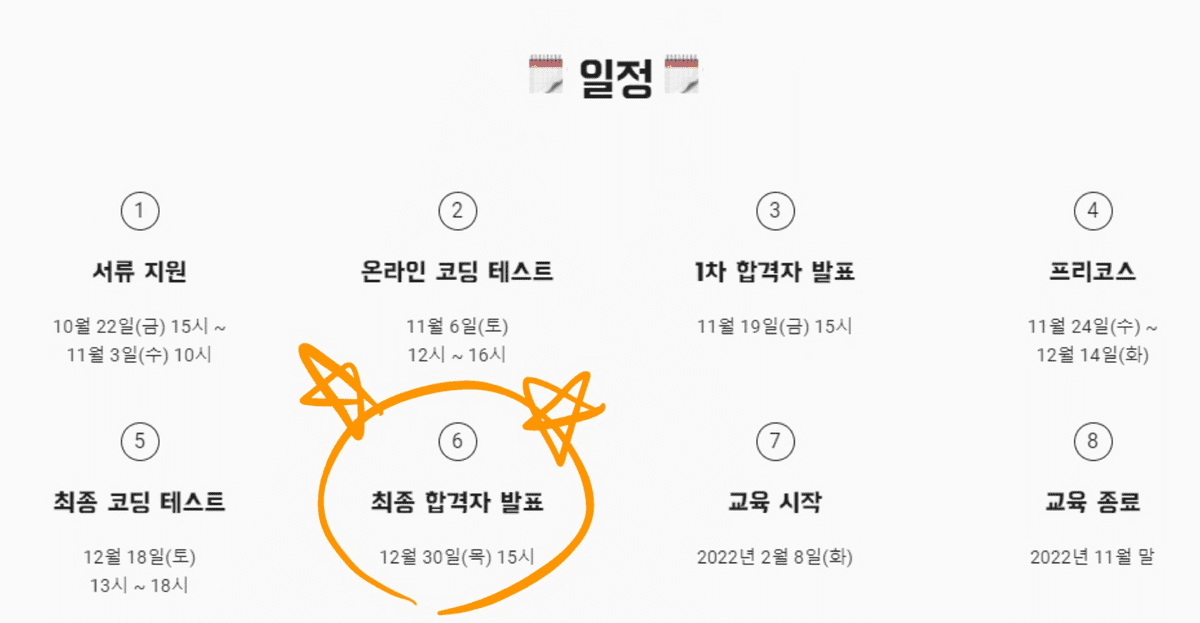 일정
1
서류 지원
10월 22일(금) 15시 ~
11월 3일(수) 10시
2
온라인 코딩 테스트
11월 6일(토)
12시 ~ 16시
3
1차 합격자 발표
11월 19일(금) 15시
4
프리코스
11월 24일(수) ~
12월 14일(화)
5
최종 코딩 테스트
12월 18일(토)
13시 ~ 18시
6
최종 합격자 발표
12월 30일(목) 15시
7
교육 시작
2022년 2월 8일(화)
8
교육 종료
2022년 11월 말